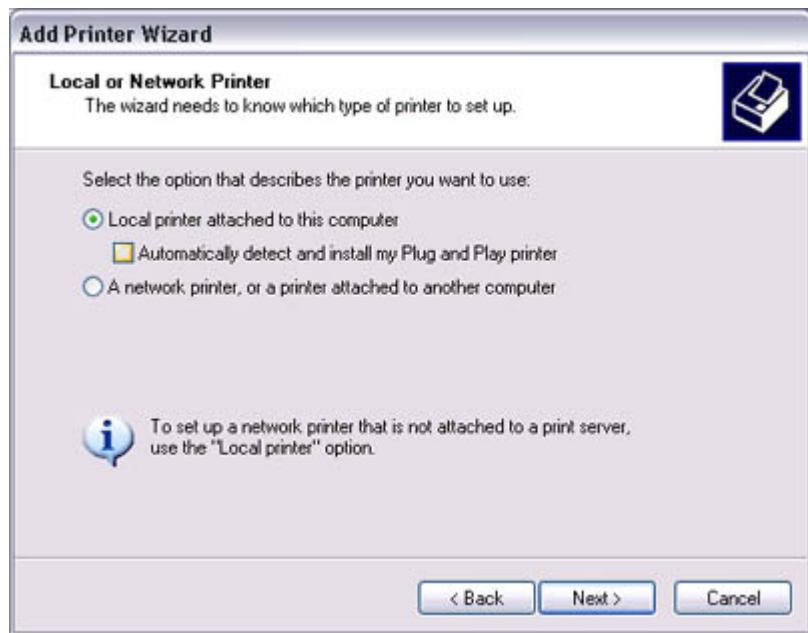 Add Printer Wizard
Local or Network Printer
The wizard needs to know which type of printer to set up.
Select the option that describes the printer you want to use:
Local printer attached to this computer
Automatically detect and install my Plug and Play printer
A network printer, or a printer attached to another computer
To set up a network printer that is not attached to a print server,
use the "Local printer" option.
< Back
Next >
Cancel